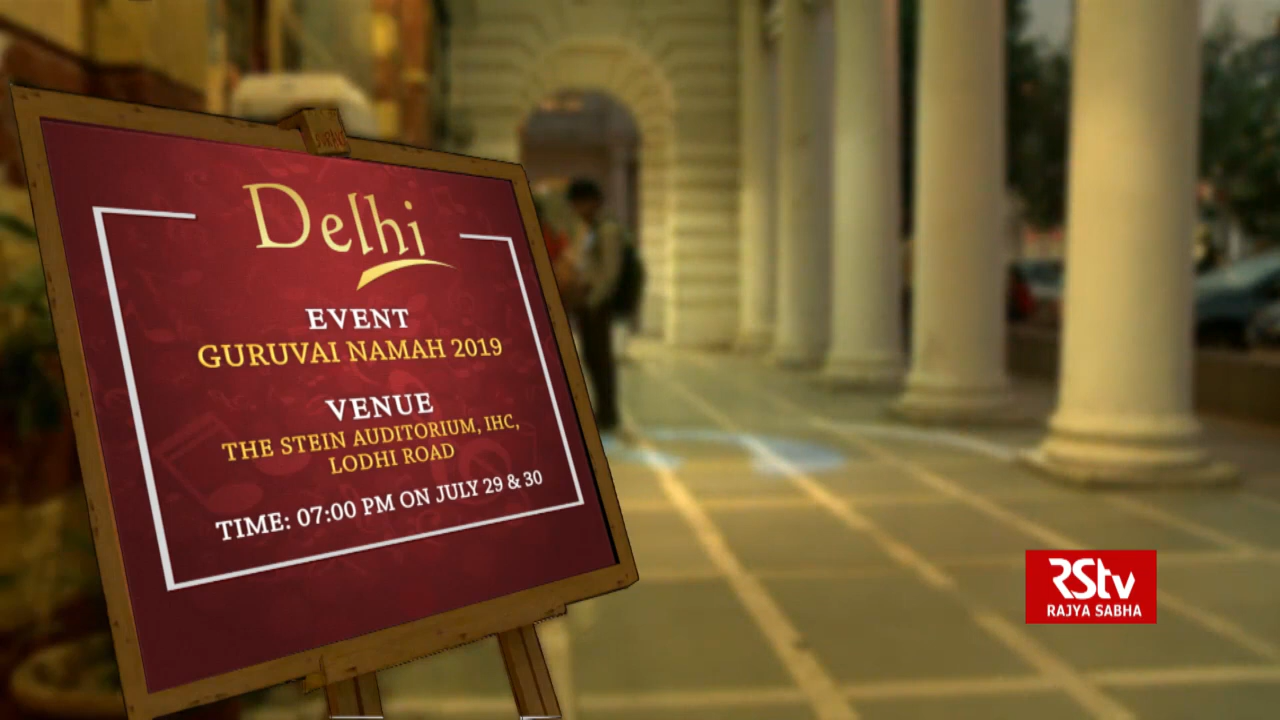 Delhi
EVENT
GURUVAI NAMAH 2019
VENUE
THE STEIN AUDITORIUM, IHC,
LODHI ROAD
TIME: 07:00 PM ON JULY 29 & 30
RStv
RAJYA SABHA